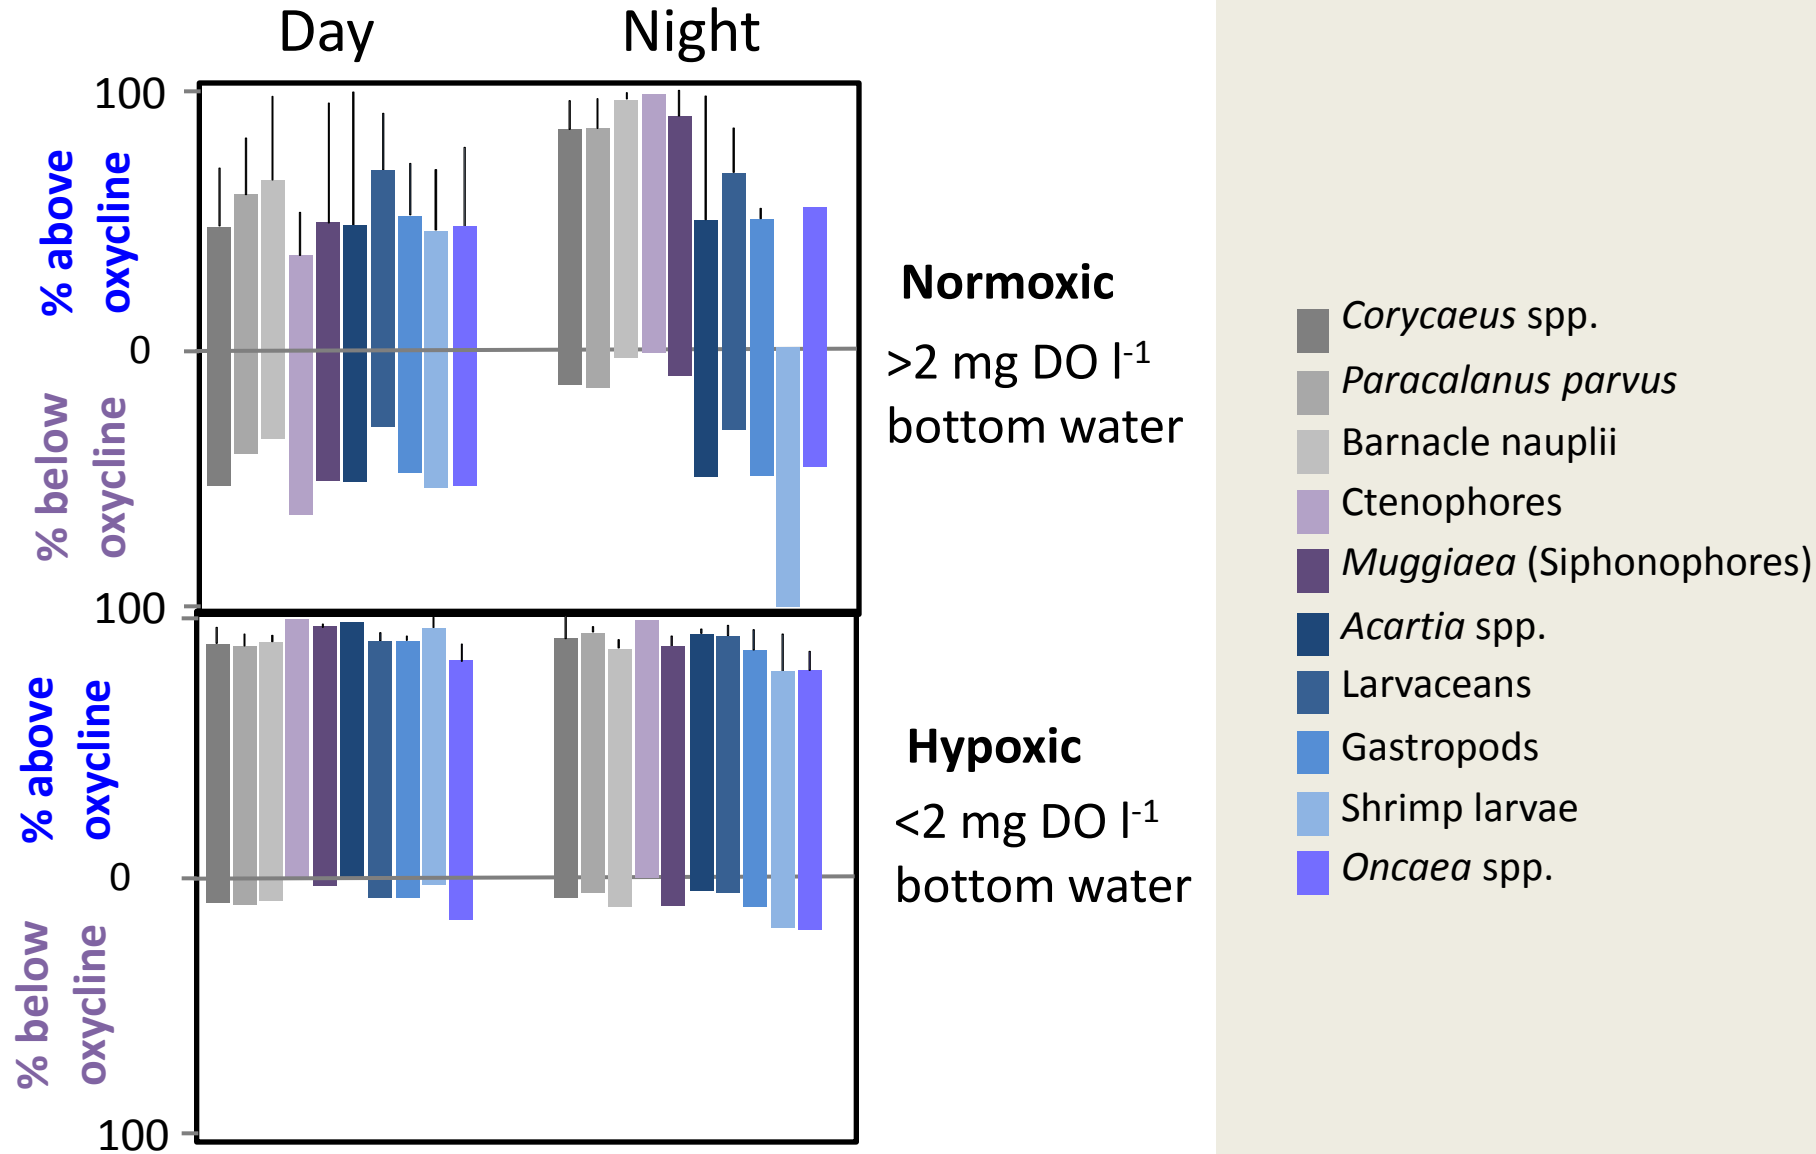 Day
Night
100
% above
oxycline
0
% below
oxycline
100
Normoxic
>2 mg DO l-1
bottom water
% above
oxycline
0
% below
oxycline
100
Hypoxic
<2 mg DO l-1
bottom water
Corycaeus spp.
Paracalanus parvus
Barnacle nauplii
Ctenophores
Muggiaea (Siphonophores)
Acartia spp.
Larvaceans
Gastropods
Shrimp larvae
Oncaea spp.